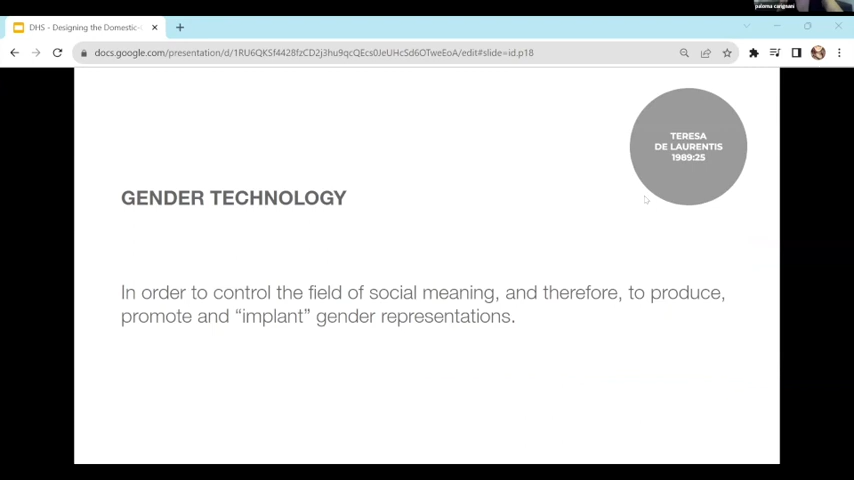 paloma carignani
DHS - Designing the Domestic-
docs.google.com/presentation/d/1RU6QKSf4428fzCD2j3hu9qcQEcs0JeUHcSd6OTweEoA/edit#slide=id.p18
TERESA
DE LAURENTIS
1989:25
GENDER TECHNOLOGY
In order to control the field of social meaning, and therefore, to produce,
promote and “implant” gender representations.